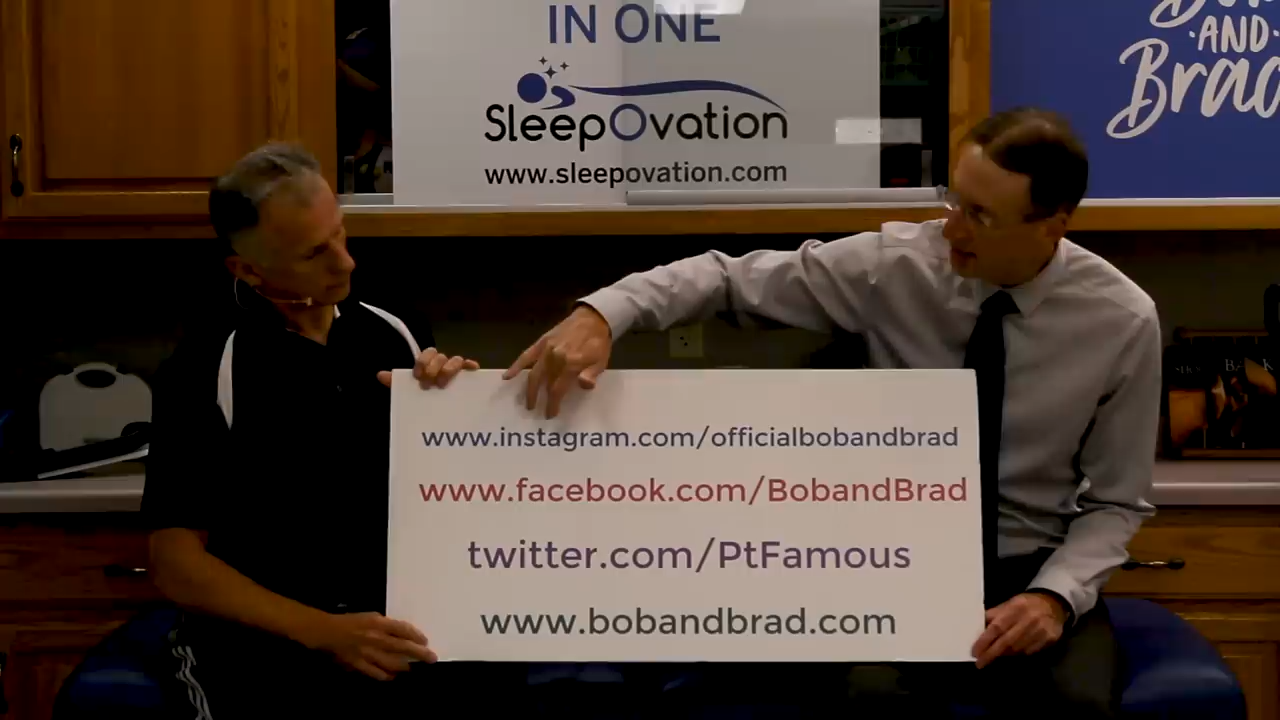 IN ONE
SleepOvation
www.sleepovation.com
AND
Brad
www.instagram.com/officialbobandbrad
www.facebook.com/BobandBrad
twitter.com/PtFamous
www.bobandbrad.com